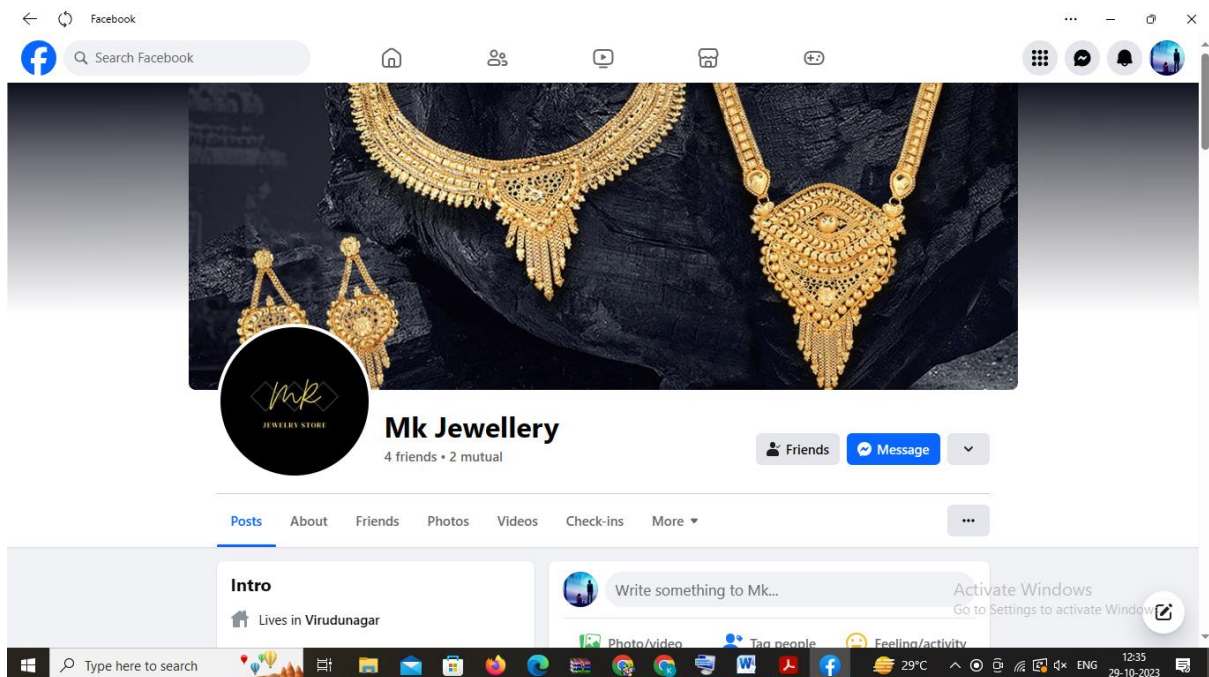 Facebook
Search Facebook
mk
JEWELRY STORE
Mk Jewellery
4 friends • 2 mutual
Friends
Message
Posts
About
Friends
Photos
Videos
Check-ins
More
Intro
Lives in Virudunagar
Write something to Mk...
Photo/video
Tag people
Feeling/activity
Activate Windows
Go to Settings to activate Windows
Type here to search
29°C
ENG
12:35
29-10-2023